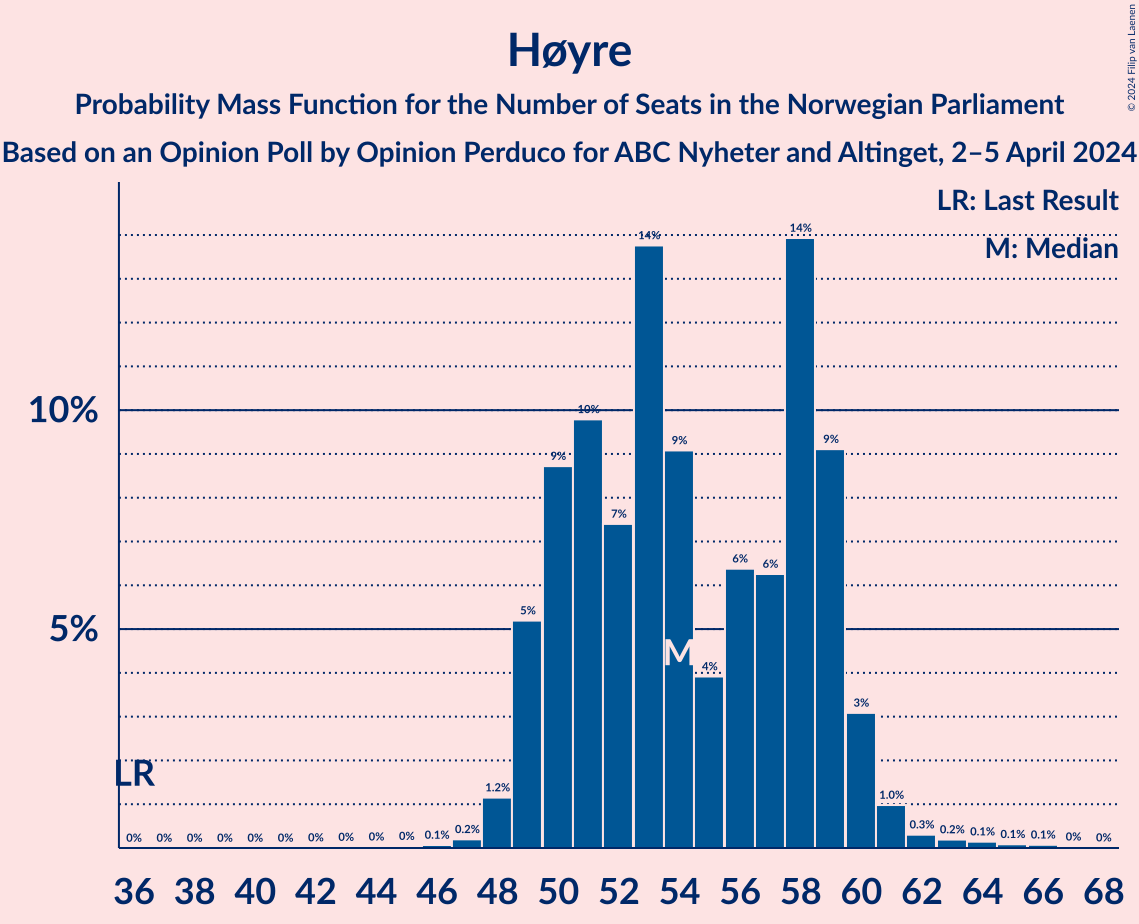 Høyre
Probability Mass Function for the Number of Seats in the Norwegian Parliament
Based on an Opinion Poll by Opinion Perduco for ABC Nyheter and Altinget, 2–5 April 2024
© 2024 Filip van Laenen
LR: Last Result
M: Median
10%
5%
LR
M
0% 0% 0% 0% 0% 0% 0% 0% 0% 0% 0.1% 0.2% 1.2% 5% 9% 10% 7% 14% 9% 4% 6% 6% 14% 9% 3% 1.0% 0.3% 0.2% 0.1% 0.1% 0.1% 0% 0%
36 38 40 42 44 46 48 50 52 54 56 58 60 62 64 66 68